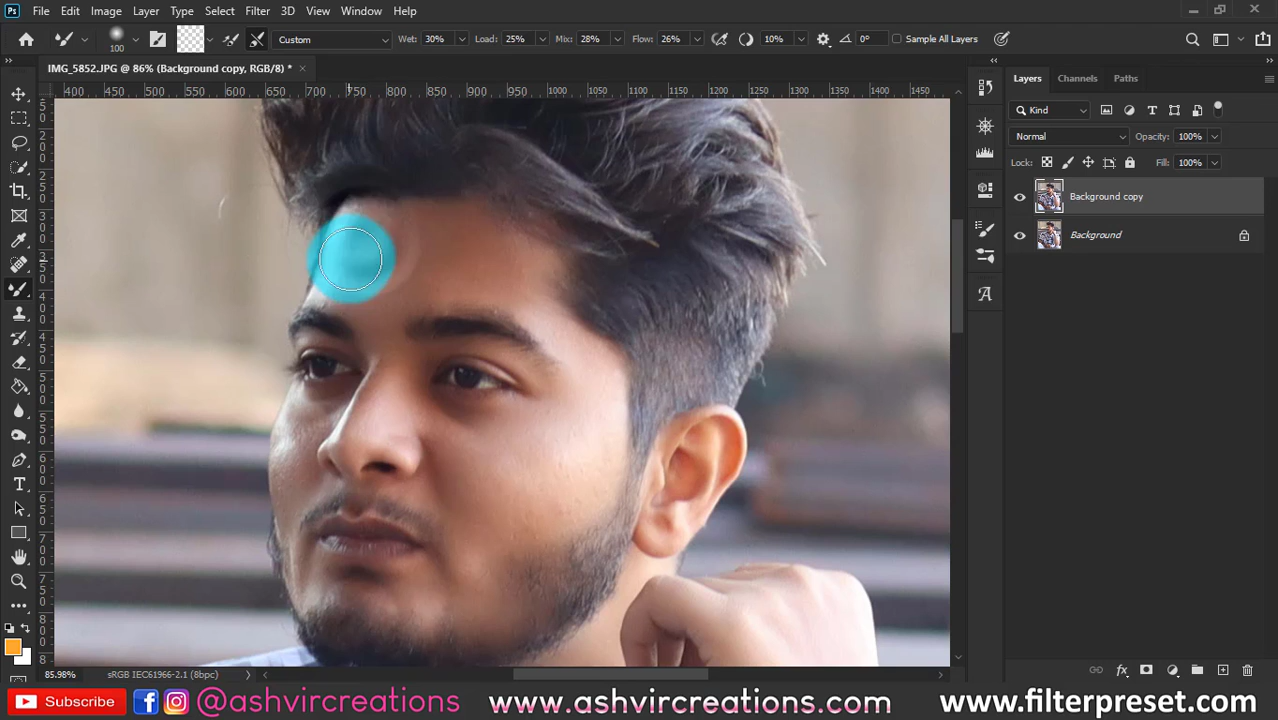 Ps File Edit Image Layer Type Select Filter 3D View Window Help
100 Custom Wet: 30% Load: 25% Mix: 28% Flow: 26% 10% 0° Sample All Layers
IMG_5852.JPG @ 86% (Background copy, RGB/8) *
400 450 500 550 600 650 700 750 800 850 900 950 1000 1050 1100 1150 1200 1250 1300 1350 1400 1450
Layers Channels Paths
Kind
Normal Opacity: 100%
Lock: Fill: 100%
Background copy
Background
85.98% sRGB IEC61966-2.1 (8bpc)
Subscribe @ashvircreations www.ashvircreations.com www.filterpreset.com